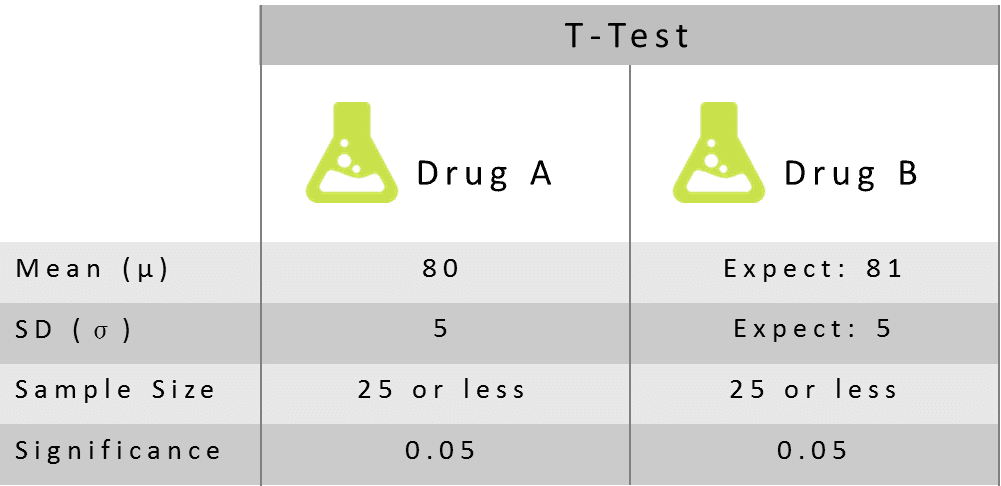 T-Test
Drug A Drug B
Mean (μ) 80 Expect: 81
SD ( σ ) 5 Expect: 5
Sample Size 25 or less 25 or less
Significance 0.05 0.05